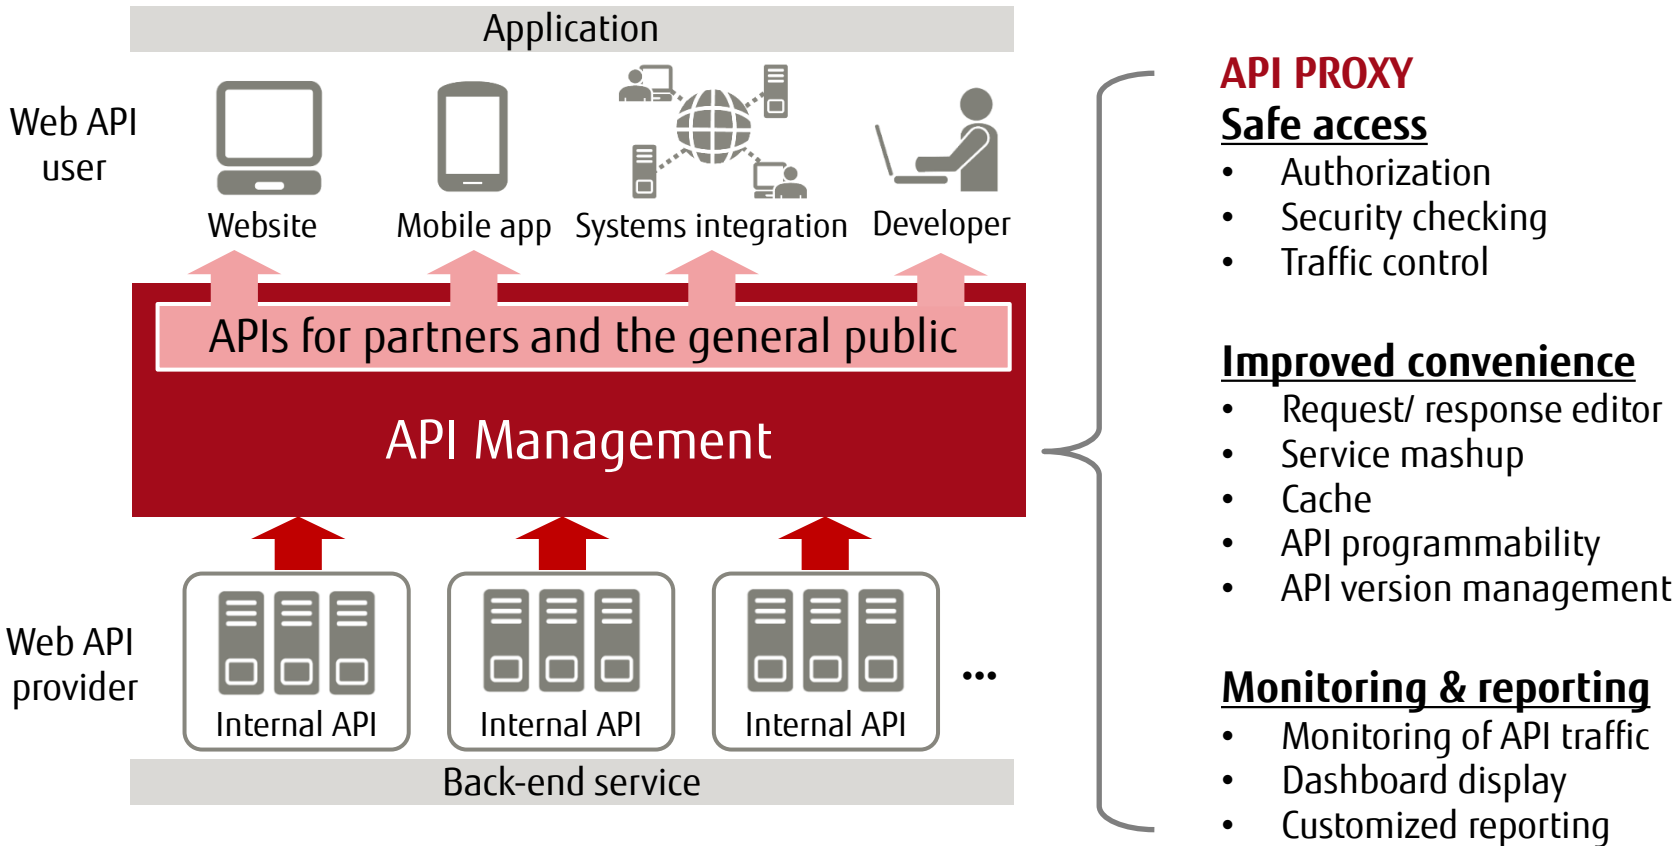 Application
Web API
user
Website
Mobile app
Systems integration
Developer
APIs for partners and the general public
API Management
Web API
provider
Internal API
Internal API
Internal API
...
Back-end service
API PROXY
Safe access
• Authorization
• Security checking
• Traffic control
Improved convenience
• Request/ response editor
• Service mashup
• Cache
• API programmability
• API version management
Monitoring & reporting
• Monitoring of API traffic
• Dashboard display
• Customized reporting